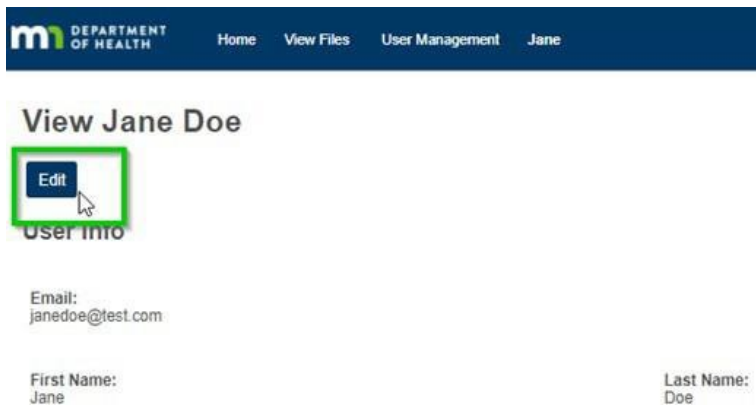 DEPARTMENT
OF HEALTH
Home View Files User Management Jane
View Jane Doe
Edit
User Info
Email:
janedoe@test.com
First Name: Last Name:
Jane Doe